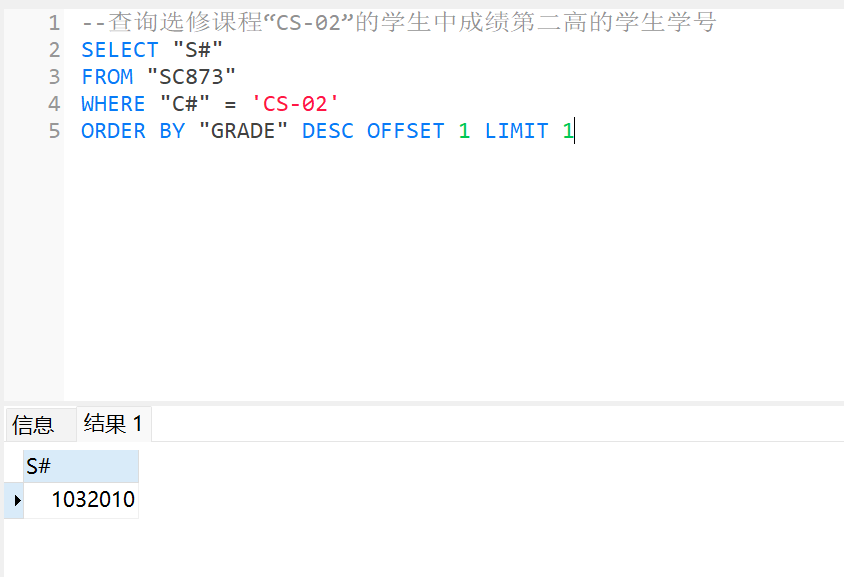 1 --查询选修课程“CS-02”的学生中成绩第二高的学生学号
2 SELECT "S#"
3 FROM "SC873"
4 WHERE "C#" = 'CS-02'
5 ORDER BY "GRADE" DESC OFFSET 1 LIMIT 1
信息 结果 1
S#
1032010